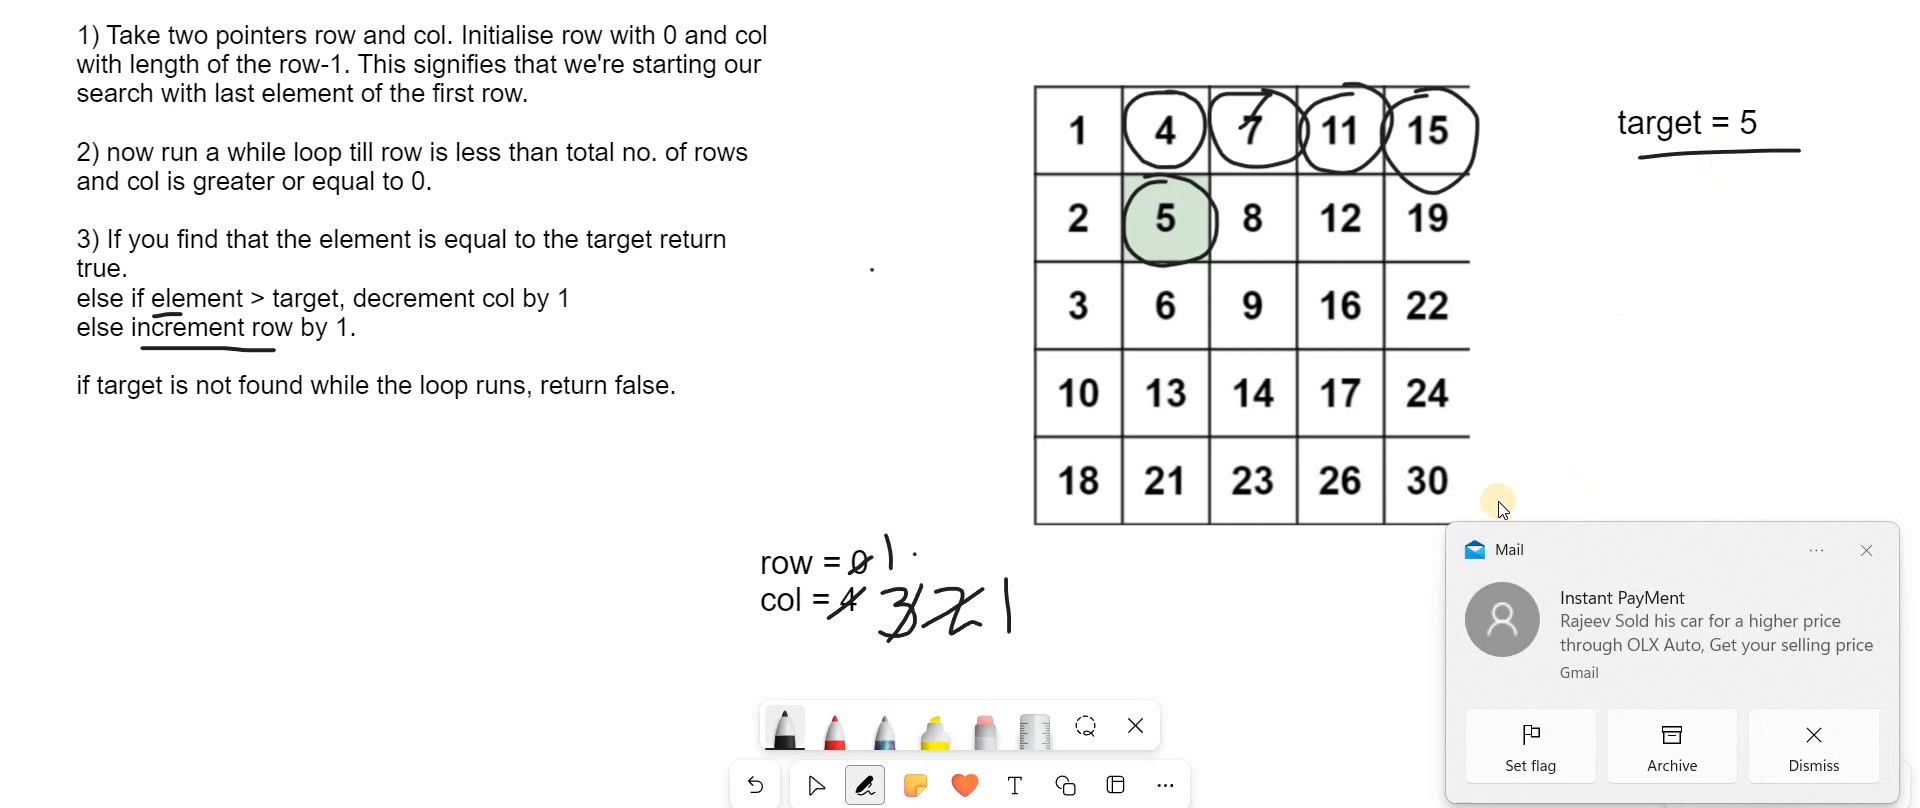 1) Take two pointers row and col. Initialise row with 0 and col
with length of the row-1. This signifies that we're starting our
search with last element of the first row.
2) now run a while loop till row is less than total no. of rows
and col is greater or equal to 0.
3) If you find that the element is equal to the target return
true.
else if element > target, decrement col by 1
else increment row by 1.
if target is not found while the loop runs, return false.
1 4 7 11 15
2 5 8 12 19
3 6 9 16 22
10 13 14 17 24
18 21 23 26 30
target = 5
row = 0 1
col = 4 3 2 1
Mail
Instant PayMent
Rajeev Sold his car for a higher price
through OLX Auto, Get your selling price
Gmail
Set flag
Archive
Dismiss
T